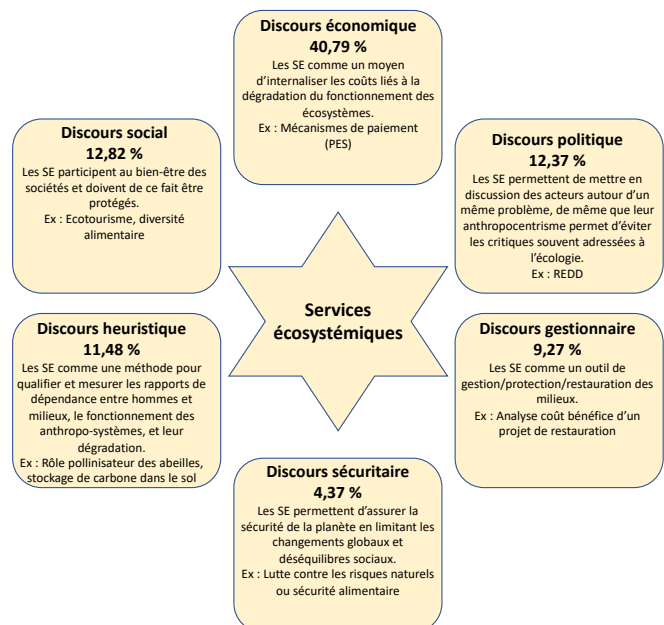 Discours économique
40,79 %
Les SE comme un moyen
d'internaliser les coûts liés à la
dégradation du fonctionnement des
écosystèmes.
Ex : Mécanismes de paiement
(PES)
Discours social
12,82 %
Les SE participent au bien-être des
sociétés et doivent de ce fait être
protégés.
Ex : Ecotourisme, diversité
alimentaire
Discours politique
12,37 %
Les SE permettent de mettre en
discussion des acteurs autour d'un
même problème, de même que leur
anthropocentrisme permet d'éviter
les critiques souvent adressées à
l'écologie.
Ex : REDD
Services
écosystémiques
Discours heuristique
11,48 %
Les SE comme une méthode pour
qualifier et mesurer les rapports de
dépendance entre hommes et
milieux, le fonctionnement des
anthropo-systèmes, et leur
dégradation.
Ex : Rôle pollinisateur des abeilles,
stockage de carbone dans le sol
Discours gestionnaire
9,27 %
Les SE comme un outil de
gestion/protection/restauration des
milieux.
Ex : Analyse coût bénéfice d'un
projet de restauration
Discours sécuritaire
4,37 %
Les SE permettent d'assurer la
sécurité de la planète en limitant les
changements globaux et
déséquilibres sociaux.
Ex : Lutte contre les risques naturels
ou sécurité alimentaire